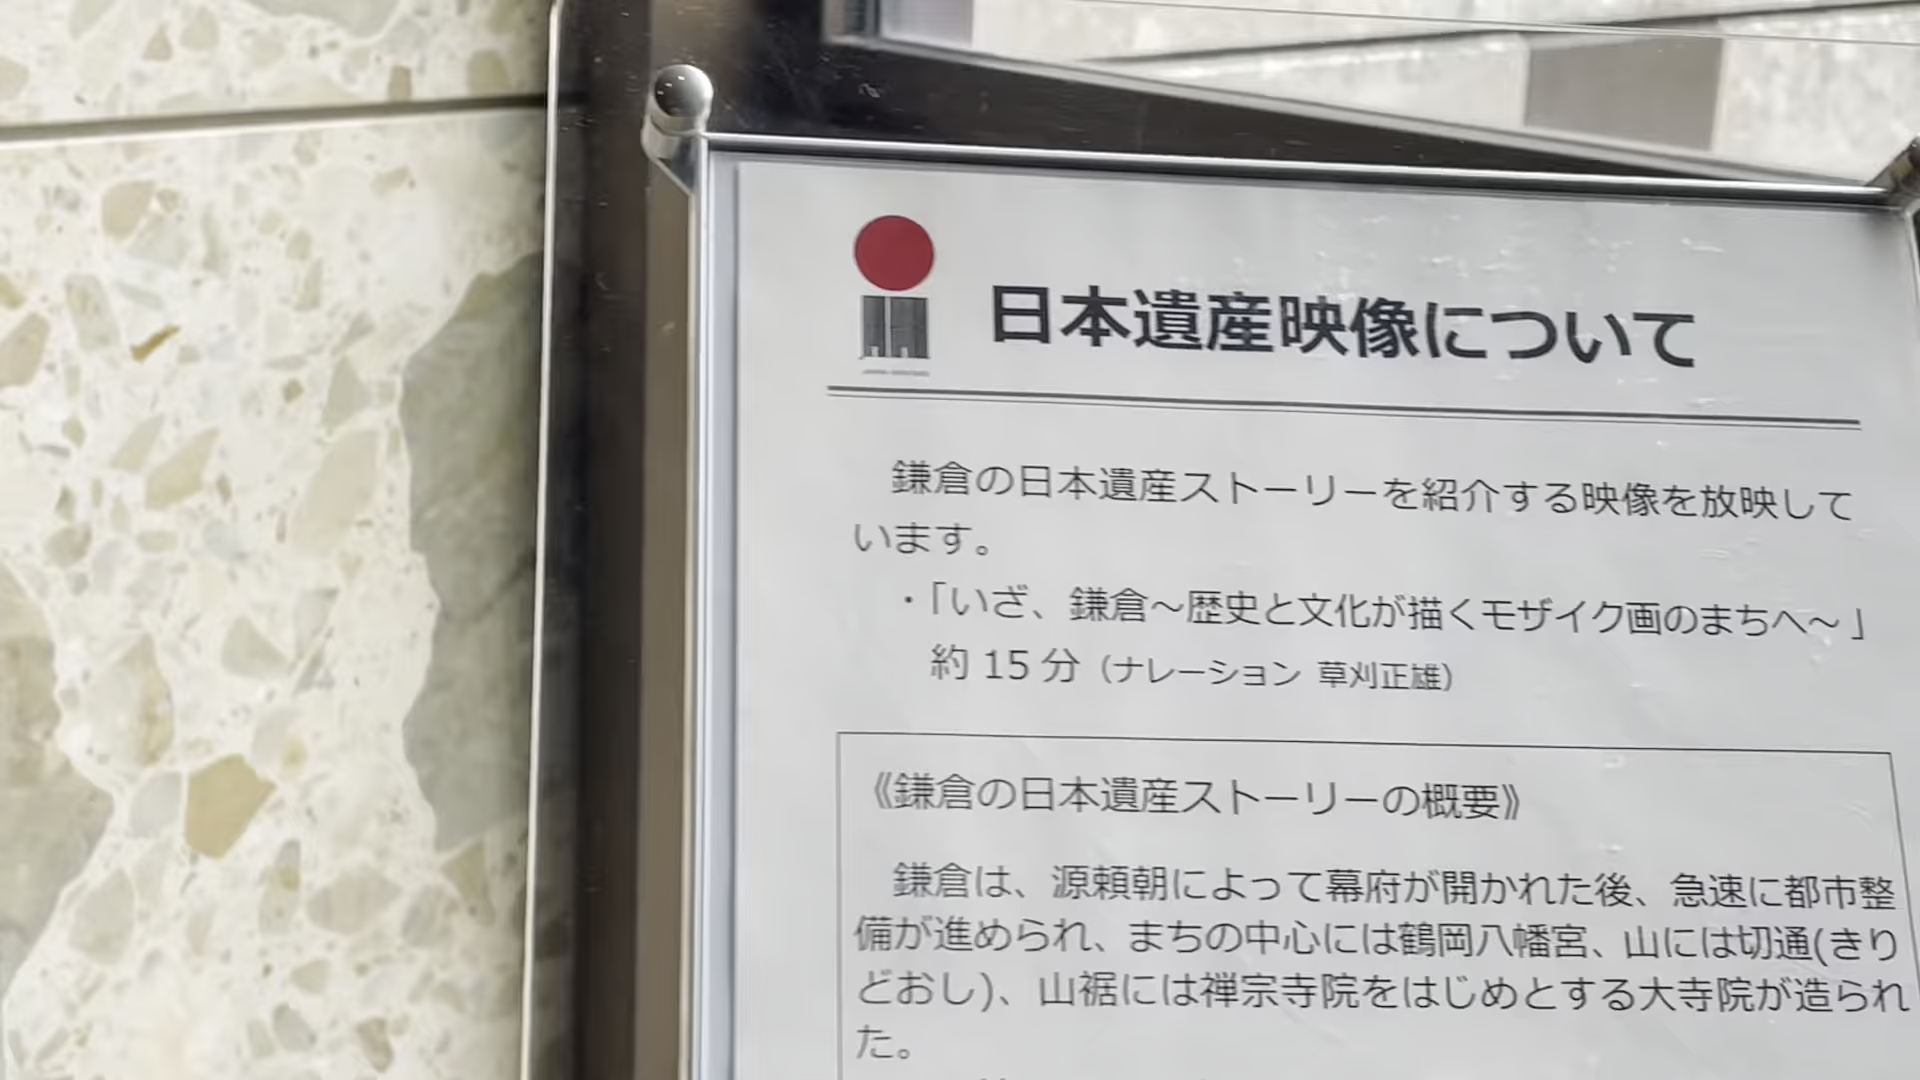 日本遺産映像について
鎌倉の日本遺産ストーリーを紹介する映像を放映して
います。
・「いざ、鎌倉～歴史と文化が描くモザイク画のまちへ～」
約 15 分（ナレーション 草刈正雄）
《鎌倉の日本遺産ストーリーの概要》
鎌倉は、源頼朝によって幕府が開かれた後、急速に都市整
備が進められ、まちの中心には鶴岡八幡宮、山には切通(きり
どおし)、山裾には禅宗寺院をはじめとする大寺院が造られ
た。